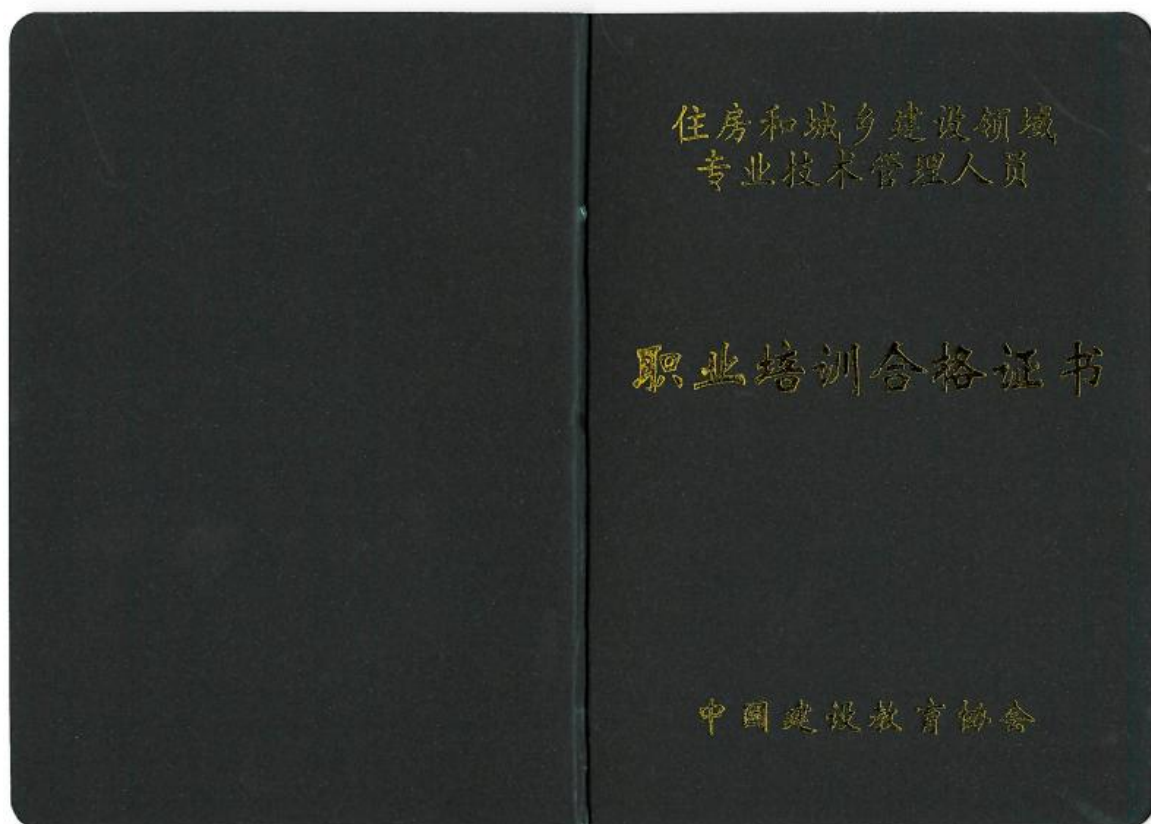 住房和城乡建设领域
专业技术管理人员
职业培训合格证书
中国建设教育协会